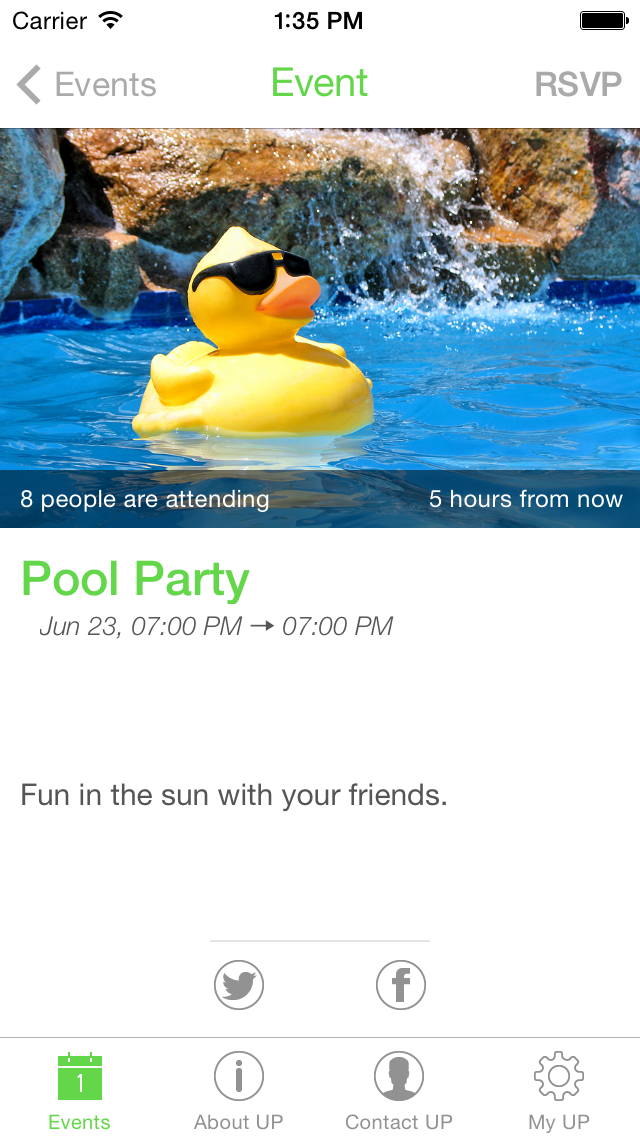 Carrier 1:35 PM
Events Event RSVP
8 people are attending 5 hours from now
Pool Party
Jun 23, 07:00 PM → 07:00 PM
Fun in the sun with your friends.
1
Events About UP Contact UP My UP